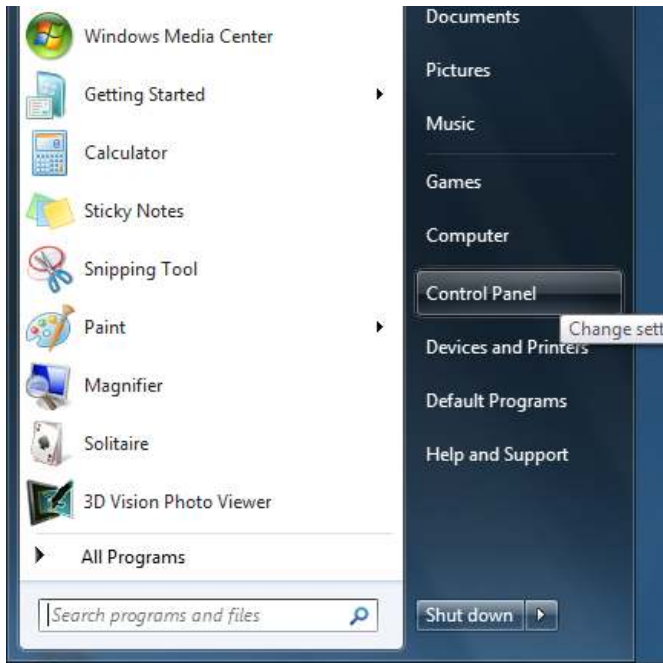 Windows Media Center
Getting Started
Calculator
Sticky Notes
Snipping Tool
Paint
Magnifier
Solitaire
3D Vision Photo Viewer
All Programs
Search programs and files
Documents
Pictures
Music
Games
Computer
Control Panel
Change sett
Devices and Printers
Default Programs
Help and Support
Shut down